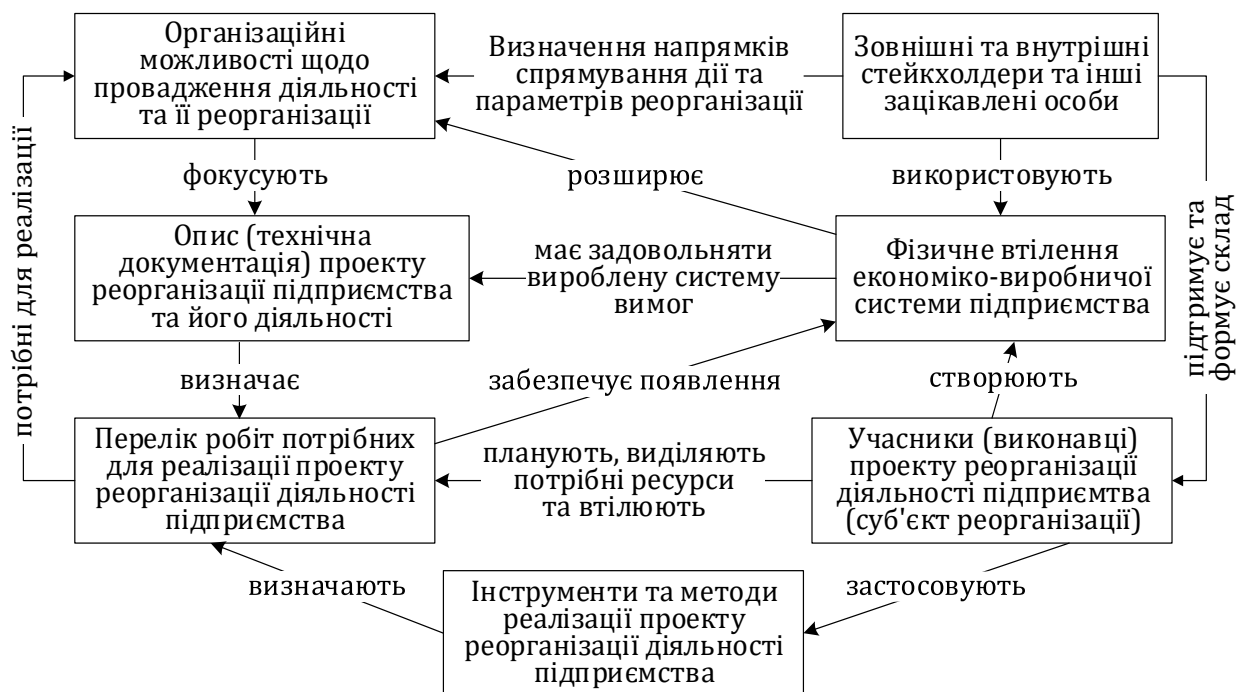 Організаційні
можливості щодо
провадження діяльності
та її реорганізації
Визначення напрямків
спрямування дії та
параметрів реорганізації
Зовнішні та внутрішні
стейкхолдери та інші
зацікавлені особи
потрібні для реалізації
фокусують
розширює
використовують
підтримує та
формує склад
Опис (технічна
документація) проекту
реорганізації підприємства
та його діяльності
має задовольняти
вироблену систему
вимог
Фізичне втілення
економіко-виробничої
системи підприємства
визначає
забезпечує появлення
створюють
Перелік робіт потрібних
для реалізації проекту
реорганізації діяльності
підприємства
планують, виділяють
потрібні ресурси
та втілюють
Учасники (виконавці)
проекту реорганізації
діяльності підприємтва
(суб'єкт реорганізації)
визначають
Інструменти та методи
реалізації проекту
реорганізації діяльності
підприємства
застосовують